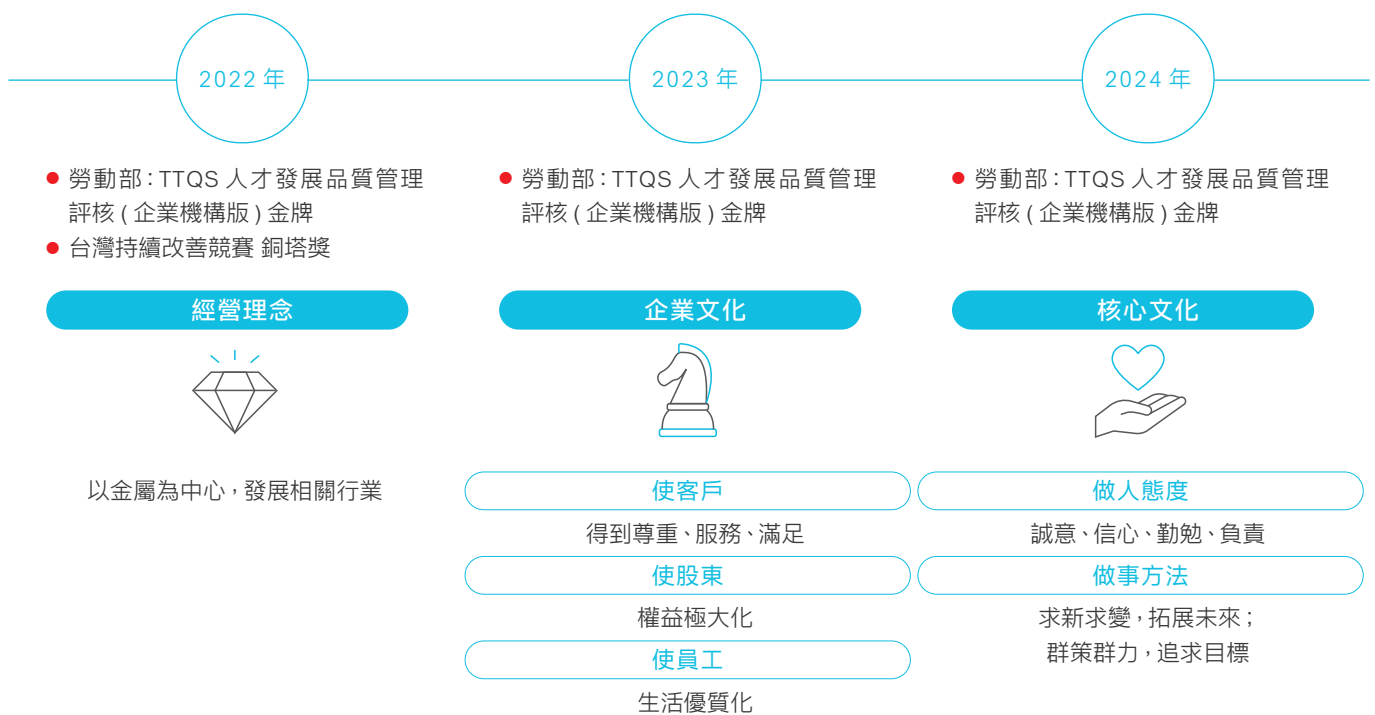 2022 年
2023 年
2024 年
● 勞動部：TTQS 人才發展品質管理
評核 ( 企業機構版 ) 金牌
● 台灣持續改善競賽 銅塔獎
● 勞動部：TTQS 人才發展品質管理
評核 ( 企業機構版 ) 金牌
● 勞動部：TTQS 人才發展品質管理
評核 ( 企業機構版 ) 金牌
經營理念
以金屬為中心，發展相關行業
企業文化
使客戶
得到尊重、服務、滿足
使股東
權益極大化
使員工
生活優質化
核心文化
做人態度
誠意、信心、勤勉、負責
做事方法
求新求變，拓展未來；
群策群力，追求目標